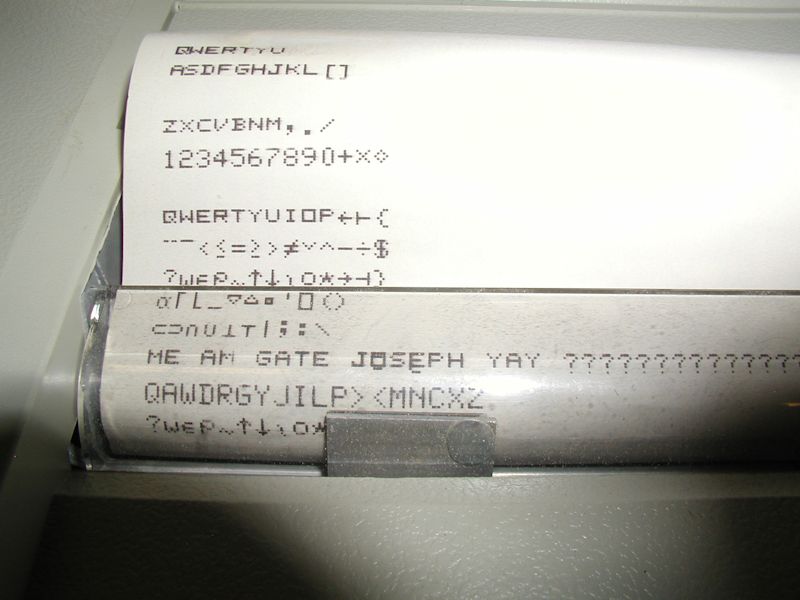 QWERTYU
ASDFGHJKL[]
ZXCVBNM,./
1234567890+×◇
QWERTYUIOP←⊢{
¨¯<≤=≥>≠∨∧−÷$
?⍵∊⍴~↑↓⍳○*→⊣}
⍺⌈⌊_∇∆¤'⎕◇
⊂⊃∩∪⊥⊤|;:\
ME AM GATE JOSEPH YAY ??????????????
QAWDRGYJILP><MNCXZ
?⍵∊⍴~↑↓⍳○*